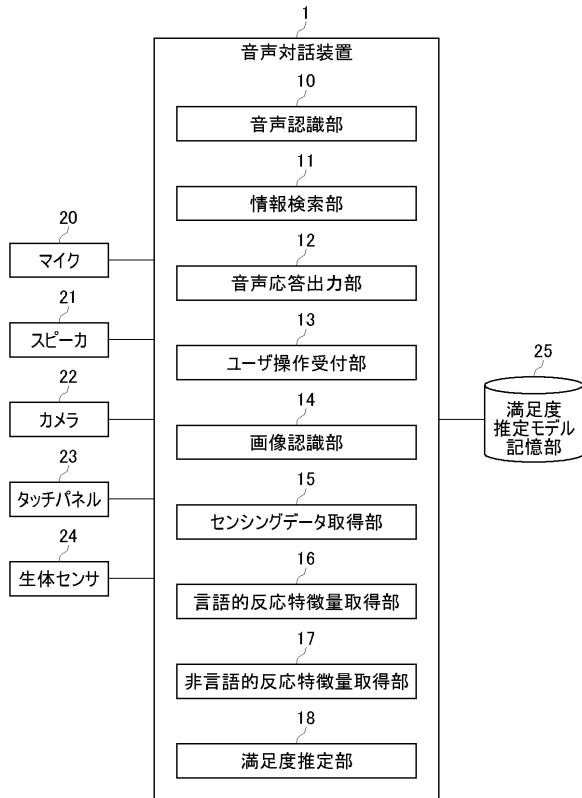 1
音声対話装置
10
音声認識部
11
情報検索部
12
音声応答出力部
13
ユーザ操作受付部
14
画像認識部
15
センシングデータ取得部
16
言語的反応特徴量取得部
17
非言語的反応特徴量取得部
18
満足度推定部
20
マイク
21
スピーカ
22
カメラ
23
タッチパネル
24
生体センサ
25
満足度
推定モデル
記憶部